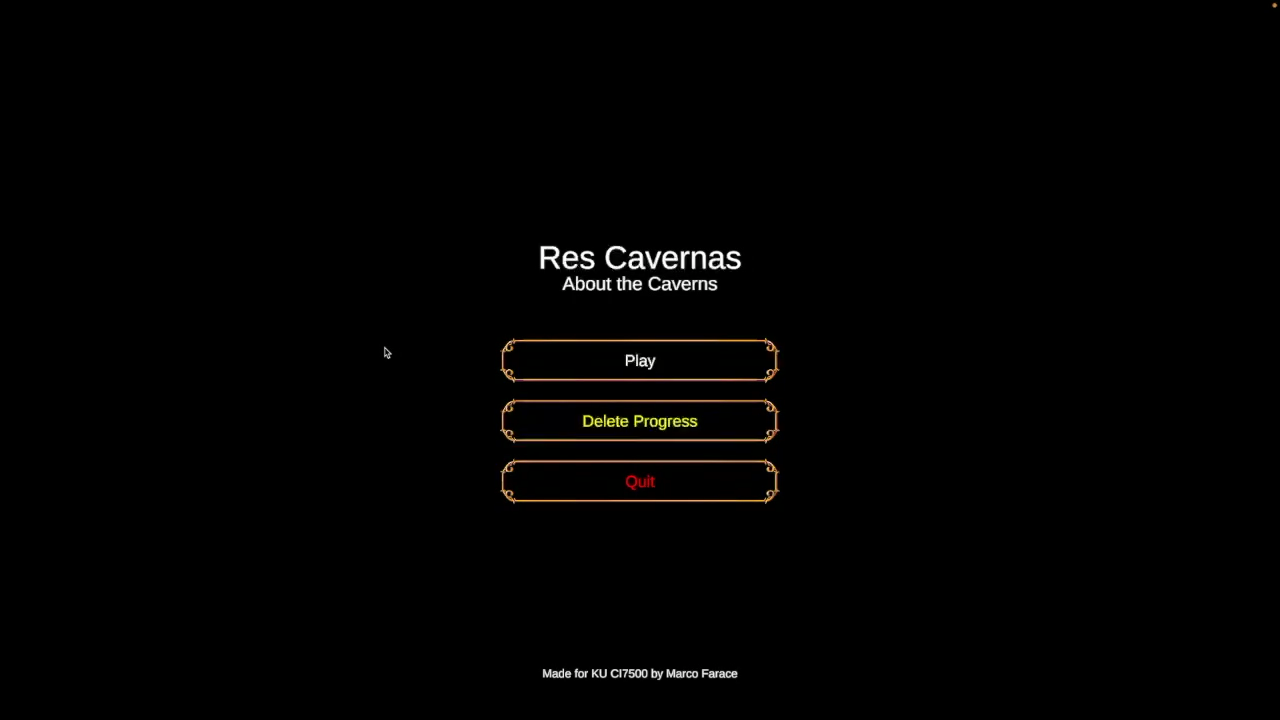 Res Cavernas
About the Caverns
Play
Delete Progress
Quit
Made for KU CI7500 by Marco Farace